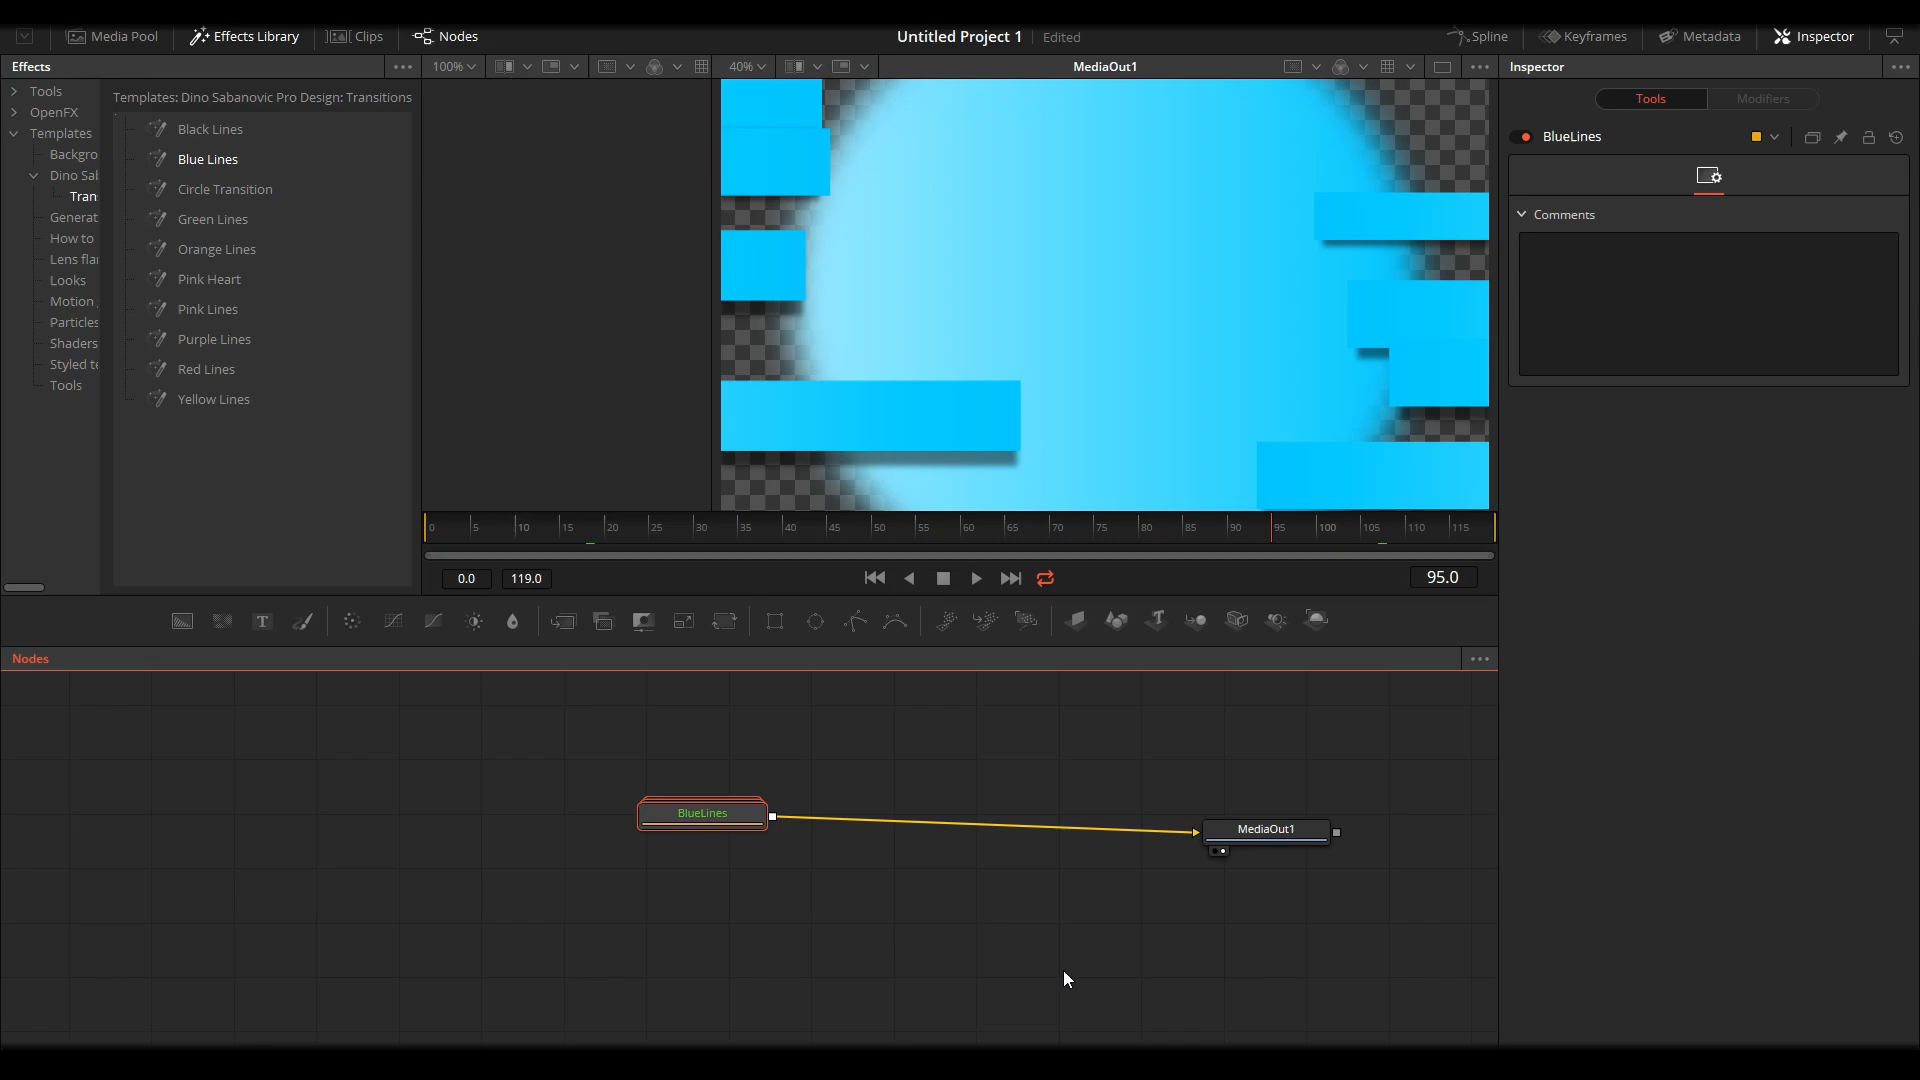 Media Pool Effects Library Clips Nodes Untitled Project 1 Edited Spline Keyframes Metadata Inspector
Effects 100% 40% MediaOut1 Inspector
Tools
OpenFX
Templates
Backgro
Dino Sal
Tran
Generat
How to
Lens fla
Looks
Motion
Particles
Shaders
Styled te
Tools
Templates: Dino Sabanovic Pro Design: Transitions
Black Lines
Blue Lines
Circle Transition
Green Lines
Orange Lines
Pink Heart
Pink Lines
Purple Lines
Red Lines
Yellow Lines
Tools Modifiers
BlueLines
Comments
0 5 10 15 20 25 30 35 40 45 50 55 60 65 70 75 80 85 90 95 100 105 110 115
0.0 119.0 95.0
T T
Nodes
BlueLines
MediaOut1